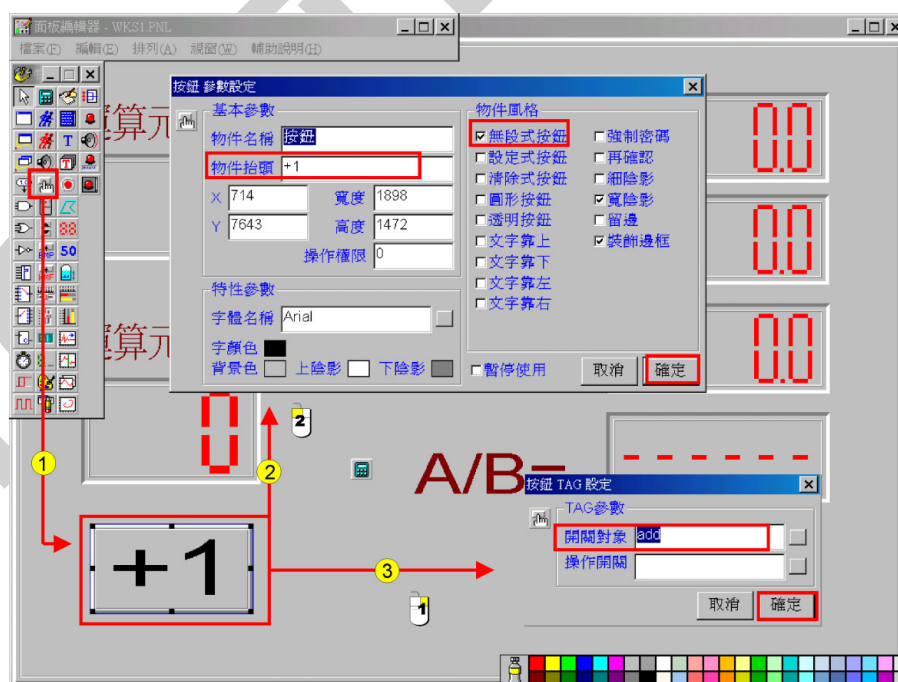 面板編輯器 - WKS1.PNL
檔案(F) 編輯(E) 排列(A) 視窗(W) 輔助說明(H)
按鈕 參數設定
基本參數
物件名稱 按鈕
物件抬頭 +1
X 714 寬度 1898
Y 7643 高度 1472
操作權限 0
特性參數
字體名稱 Arial
字顏色
背景色 上陰影 下陰影
物件風格
無段式按鈕 強制密碼
設定式按鈕 再確認
清除式按鈕 細陰影
圓形按鈕 寬陰影
透明按鈕 留邊
文字靠上 裝飾邊框
文字靠下
文字靠左
文字靠右
暫停使用 取消 確定
算元
算元
0.0
0.0
0.0
T
T
88
50
0
1
2
2
A/B=
- - - - - -
+1
3
1
按鈕 TAG 設定
TAG參數
開關對象 add
操作開關
取消 確定